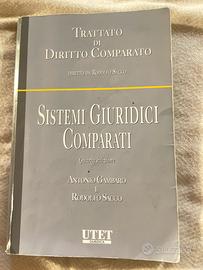 TRATTATO
DI
DIRITTO COMPARATO
DIRETTO DA RODOLFO SACCO
SISTEMI GIURIDICI
COMPARATI
ANTONIO GAMBARO
E
RODOLFO SACCO
UTET
GIURIDICA